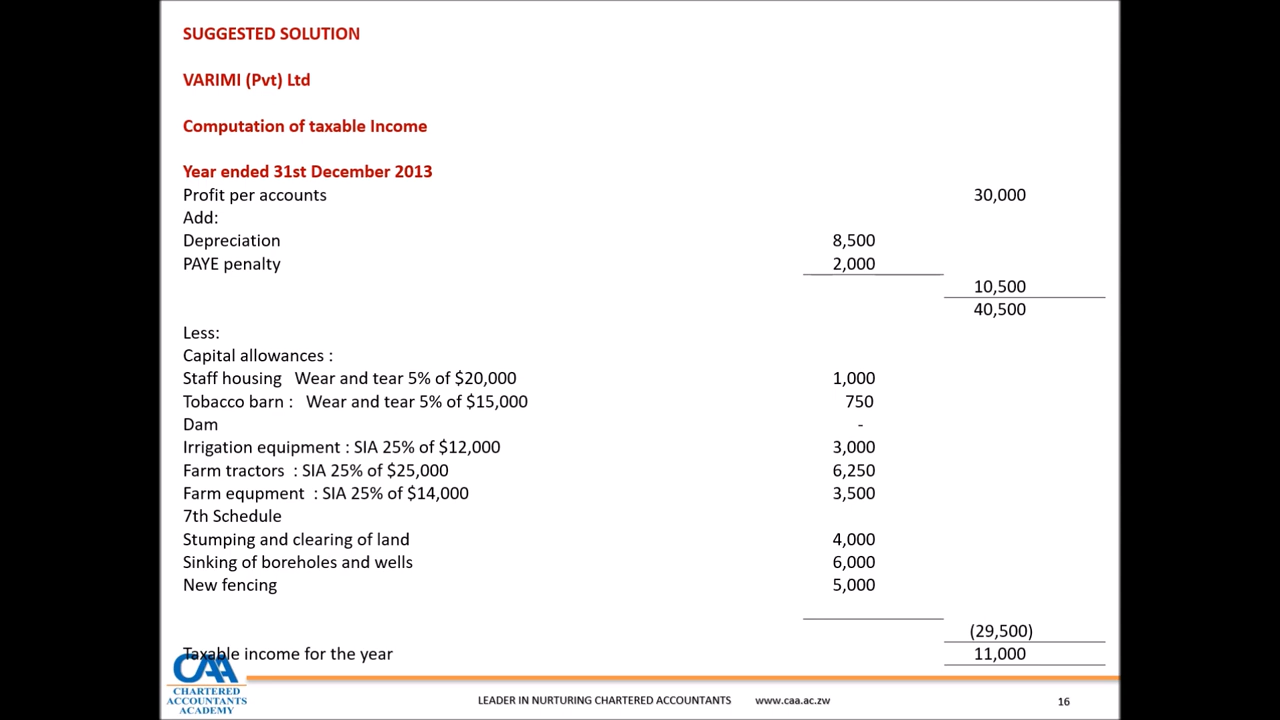 SUGGESTED SOLUTION
VARIMI (Pvt) Ltd
Computation of taxable Income
Year ended 31st December 2013
Profit per accounts 30,000
Add:
Depreciation 8,500
PAYE penalty 2,000
10,500
40,500
Less:
Capital allowances :
Staff housing Wear and tear 5% of $20,000 1,000
Tobacco barn : Wear and tear 5% of $15,000 750
Dam -
Irrigation equipment : SIA 25% of $12,000 3,000
Farm tractors : SIA 25% of $25,000 6,250
Farm equpment : SIA 25% of $14,000 3,500
7th Schedule
Stumping and clearing of land 4,000
Sinking of boreholes and wells 6,000
New fencing 5,000
(29,500)
Taxable income for the year 11,000
CAA
CHARTERED
ACCOUNTANTS
ACADEMY
LEADER IN NURTURING CHARTERED ACCOUNTANTS www.caa.ac.zw 16